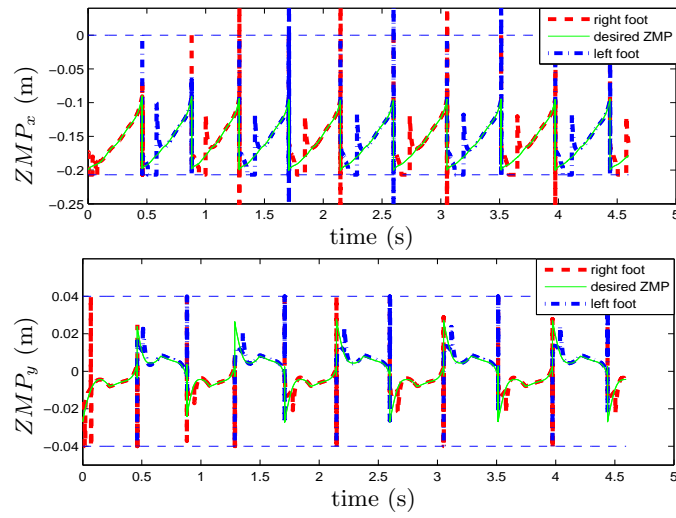 0
−0.05
−0.1
−0.15
−0.2
−0.25
ZMPx (m)
right foot
desired ZMP
left foot
0 0.5 1 1.5 2 2.5 3 3.5 4 4.5 5
time (s)
0.04
0.02
0
−0.02
−0.04
ZMPy (m)
right foot
desired ZMP
left foot
0 0.5 1 1.5 2 2.5 3 3.5 4 4.5 5
time (s)